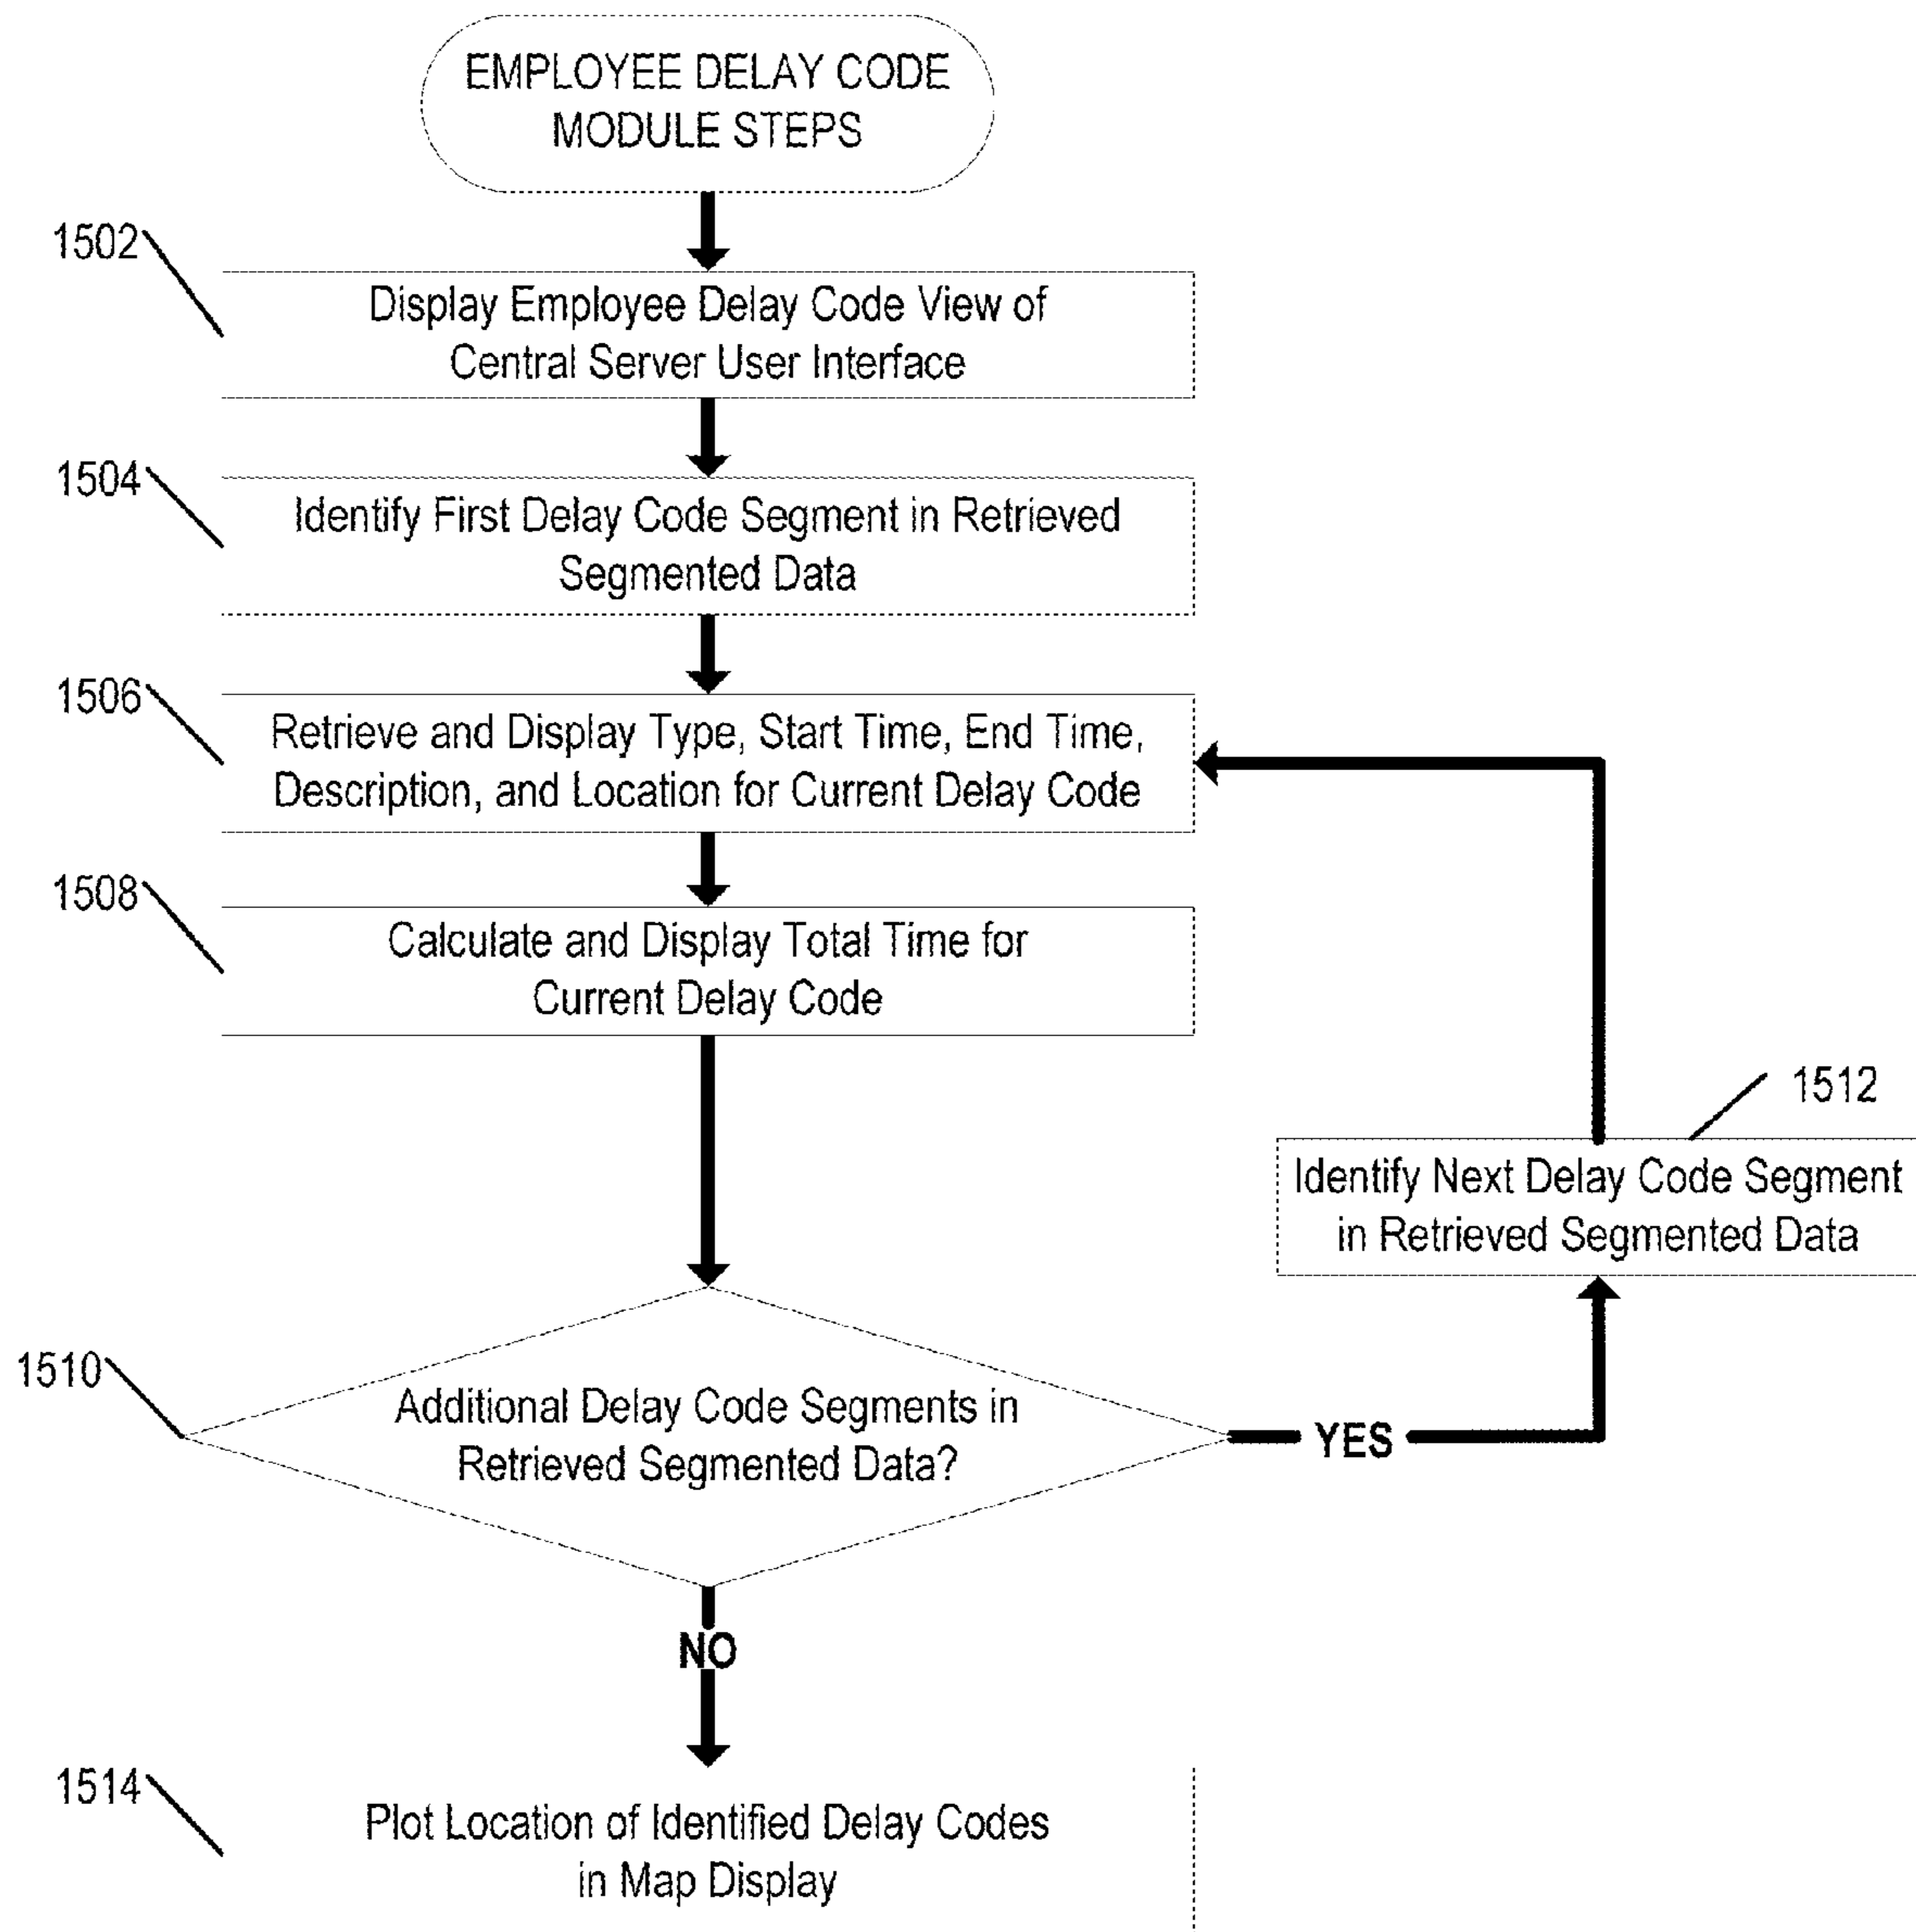 EMPLOYEE DELAY CODE
MODULE STEPS
1502
Display Employee Delay Code View of
Central Server User Interface
1504
Identify First Delay Code Segment in Retrieved
Segmented Data
1506
Retrieve and Display Type, Start Time, End Time,
Description, and Location for Current Delay Code
1508
Calculate and Display Total Time for
Current Delay Code
1512
Identify Next Delay Code Segment
in Retrieved Segmented Data
1510
Additional Delay Code Segments in
Retrieved Segmented Data?
YES
NO
1514
Plot Location of Identified Delay Codes
in Map Display